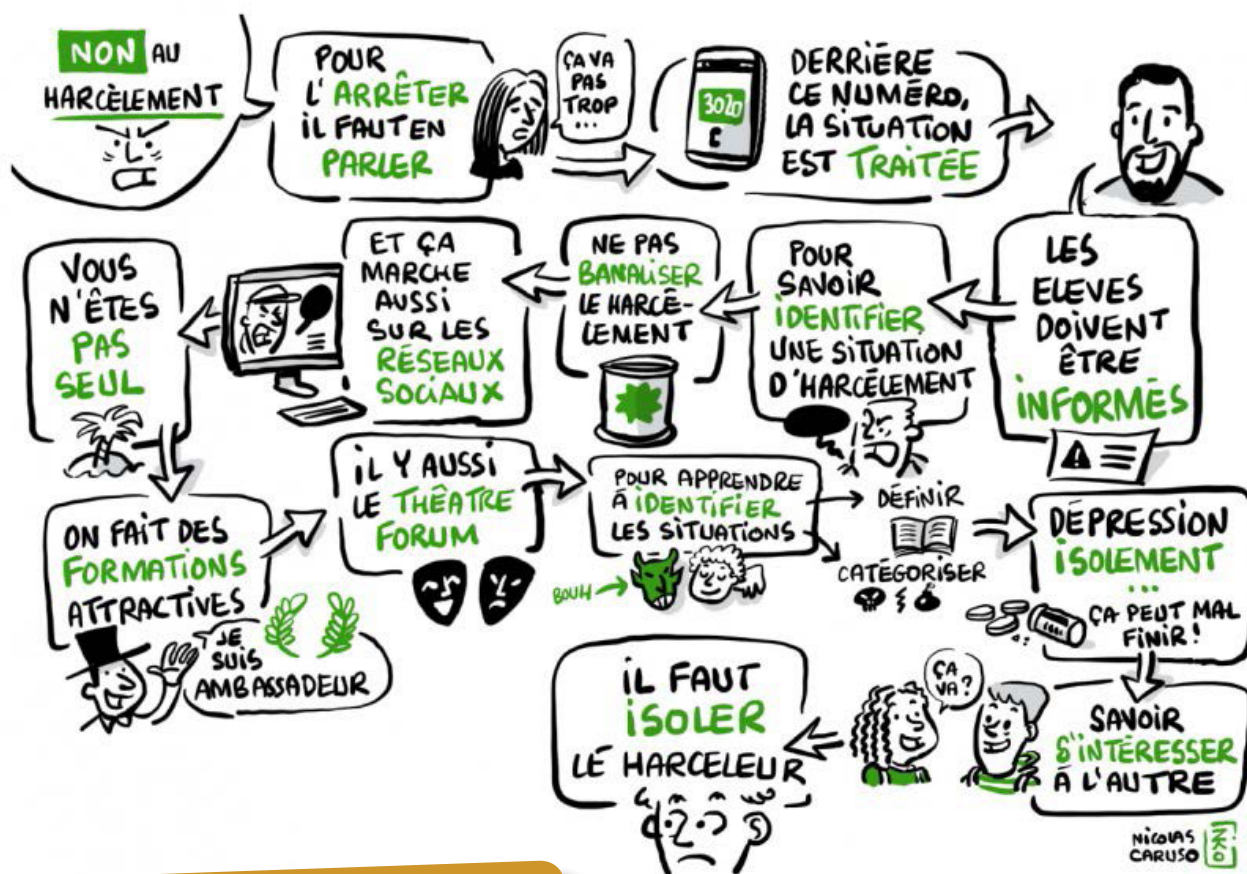 NON AU
HARCÈLEMENT
POUR
L'ARRÊTER
IL FAUT EN
PARLER
ÇA VA
PAS
TROP
...
3020
DERRIÈRE
CE NUMÉRO,
LA SITUATION
EST TRAITÉE
LES
ELEVES
DOIVENT
ÊTRE
INFORMÉS
POUR
SAVOIR
IDENTIFIER
UNE SITUATION
D'HARCÈLEMENT
NE PAS
BANALISER
LE HARCÈ-
LEMENT
ET ÇA
MARCHE
AUSSI
SUR LES
RÉSEAUX
SOCIAUX
VOUS
N'ÊTES
PAS
SEUL
ON FAIT DES
FORMATIONS
ATTRACTIVES
JE
SUIS
AMBASSADEUR
IL Y AUSSI
LE THÉATRE
FORUM
POUR APPRENDRE
À IDENTIFIER
LES SITUATIONS
BOUH
DÉFINIR
CATÉGORISER
DÉPRESSION
ISOLEMENT
...
ÇA PEUT MAL
FINIR!
SAVOIR
S'INTÉRESSER
À L'AUTRE
ÇA
VA?
IL FAUT
ISOLER
LE HARCELEUR
NICOLAS
CARUSO